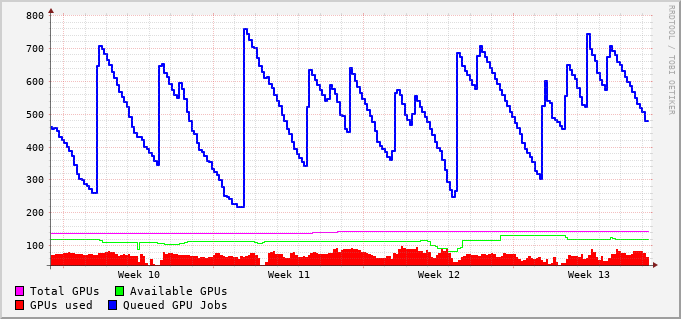 800
700
600
500
400
300
200
100
Week 10 Week 11 Week 12 Week 13
Total GPUs Available GPUs
GPUs used Queued GPU Jobs
RRDTOOL / TOBI OETIKER